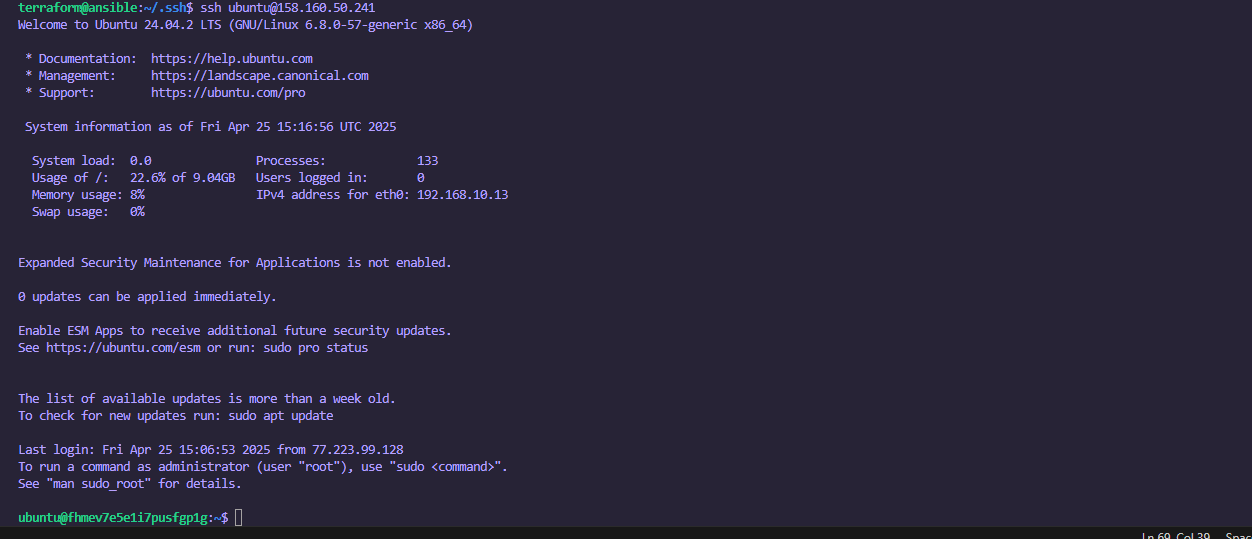 terraform@ansible:~/.ssh$ ssh ubuntu@158.160.50.241
Welcome to Ubuntu 24.04.2 LTS (GNU/Linux 6.8.0-57-generic x86_64)
* Documentation:  https://help.ubuntu.com
* Management:     https://landscape.canonical.com
* Support:        https://ubuntu.com/pro
System information as of Fri Apr 25 15:16:56 UTC 2025
System load:  0.0               Processes:             133
Usage of /:   22.6% of 9.04GB   Users logged in:       0
Memory usage: 8%                IPv4 address for eth0: 192.168.10.13
Swap usage:   0%
Expanded Security Maintenance for Applications is not enabled.
0 updates can be applied immediately.
Enable ESM Apps to receive additional future security updates.
See https://ubuntu.com/esm or run: sudo pro status
The list of available updates is more than a week old.
To check for new updates run: sudo apt update
Last login: Fri Apr 25 15:06:53 2025 from 77.223.99.128
To run a command as administrator (user "root"), use "sudo <command>".
See "man sudo_root" for details.
ubuntu@fhmev7e5e1i7pusfgp1g:~$
Ln 69, Col 39